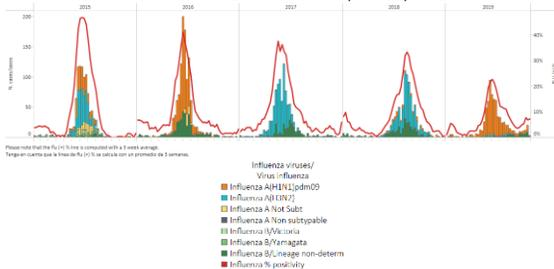 2015 2016 2017 2018 2019
200
150
100
50
0
40%
30%
20%
10%
0%
# cases/casos
Please note that the flu (+) % line is computed with a 3 week average.
Tenga en cuenta que la linea de flu (+) % se calcula con un promedio de 3 semanas.
Influenza viruses/
Virus influenza
Influenza A(H1N1)pdm09
Influenza A(H3N2)
Influenza A Not Subt
Influenza A Non subtypable
Influenza B/Victoria
Influenza B/Yamagata
Influenza B/Lineage non-determ
Influenza % positivity